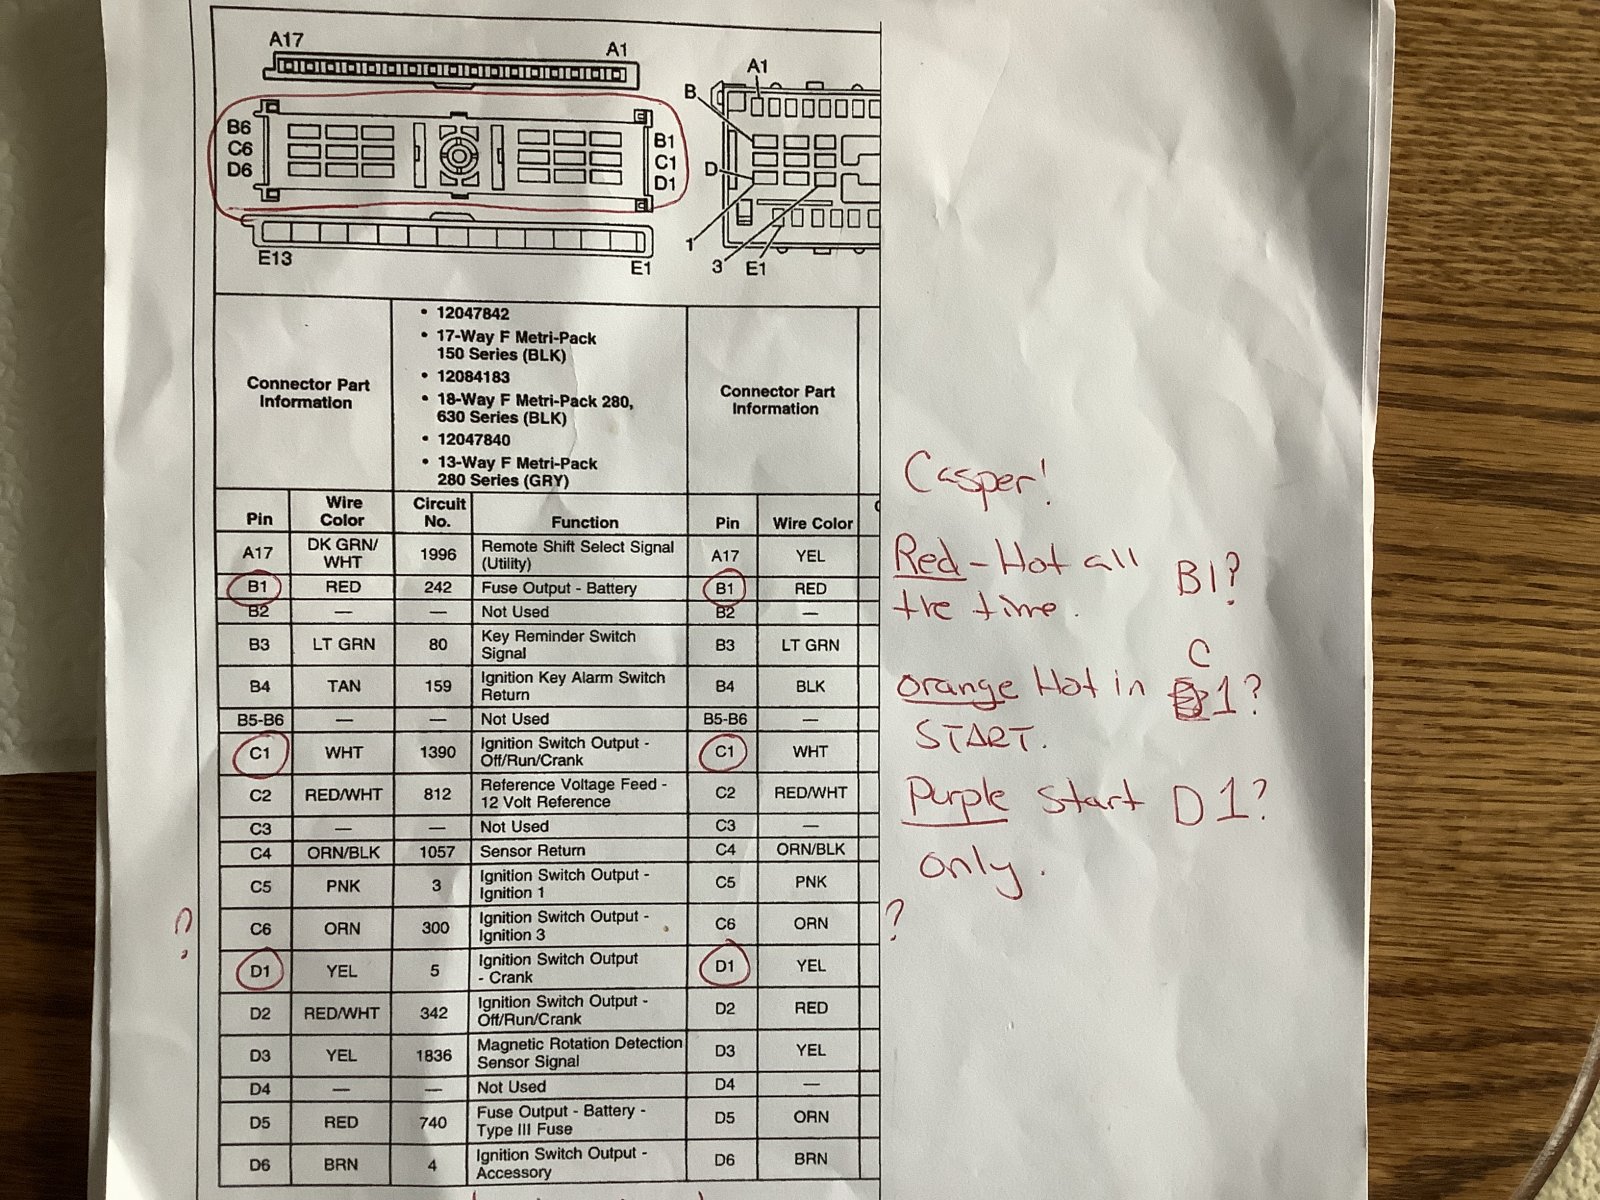 A17
A1
B6
C6
D6
B1
C1
D1
E13
E1
A1
B
D
1
3
E1
Connector Part Information
• 12047842
• 17-Way F Metri-Pack
150 Series (BLK)
• 12084183
• 18-Way F Metri-Pack 280,
630 Series (BLK)
• 12047840
• 13-Way F Metri-Pack
280 Series (GRY)
Connector Part Information
Pin Wire Color Circuit No. Function Pin Wire Color
A17 DK GRN/WHT 1996 Remote Shift Select Signal (Utility) A17 YEL
B1 RED 242 Fuse Output - Battery B1 RED
B2 — — Not Used B2 —
B3 LT GRN 80 Key Reminder Switch Signal B3 LT GRN
B4 TAN 159 Ignition Key Alarm Switch Return B4 BLK
B5-B6 — — Not Used B5-B6 —
C1 WHT 1390 Ignition Switch Output - Off/Run/Crank C1 WHT
C2 RED/WHT 812 Reference Voltage Feed - 12 Volt Reference C2 RED/WHT
C3 — — Not Used C3 —
C4 ORN/BLK 1057 Sensor Return C4 ORN/BLK
C5 PNK 3 Ignition Switch Output - Ignition 1 C5 PNK
? C6 ORN 300 Ignition Switch Output - Ignition 3 C6 ORN ?
D1 YEL 5 Ignition Switch Output - Crank D1 YEL
D2 RED/WHT 342 Ignition Switch Output - Off/Run/Crank D2 RED
D3 YEL 1836 Magnetic Rotation Detection Sensor Signal D3 YEL
D4 — — Not Used D4 —
D5 RED 740 Fuse Output - Battery - Type III Fuse D5 ORN
D6 BRN 4 Ignition Switch Output - Accessory D6 BRN
Casper!
Red - Hot all B1?
the time.
orange Hot in C1?
START.
Purple start D1?
only.